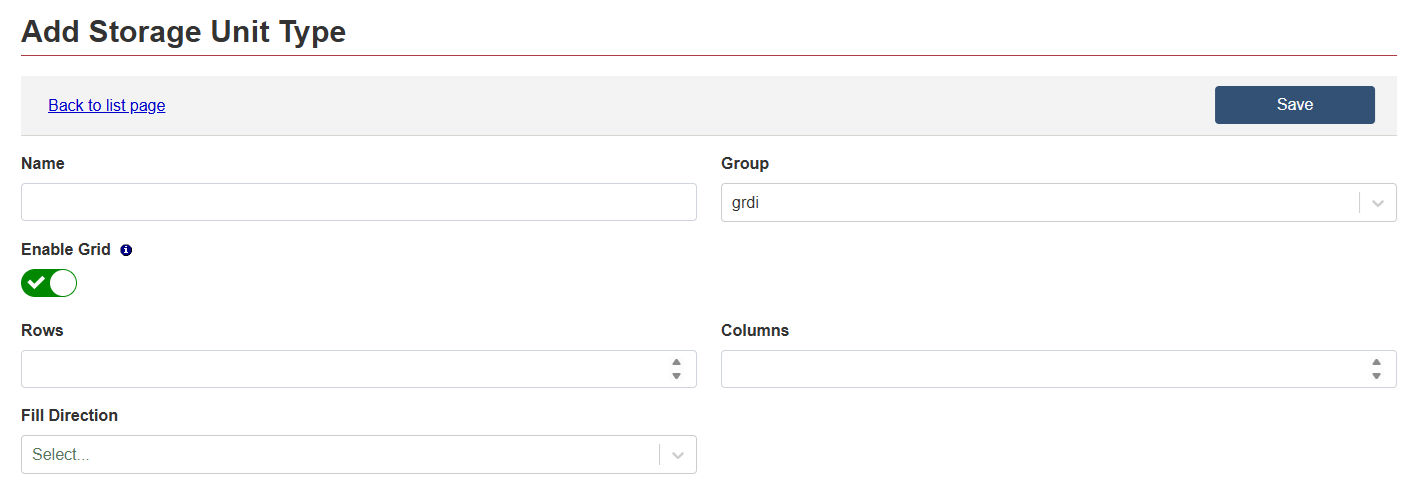 Add Storage Unit Type
Back to list page
Save
Name
Group
grdi
Enable Grid
Rows
Columns
Fill Direction
Select...